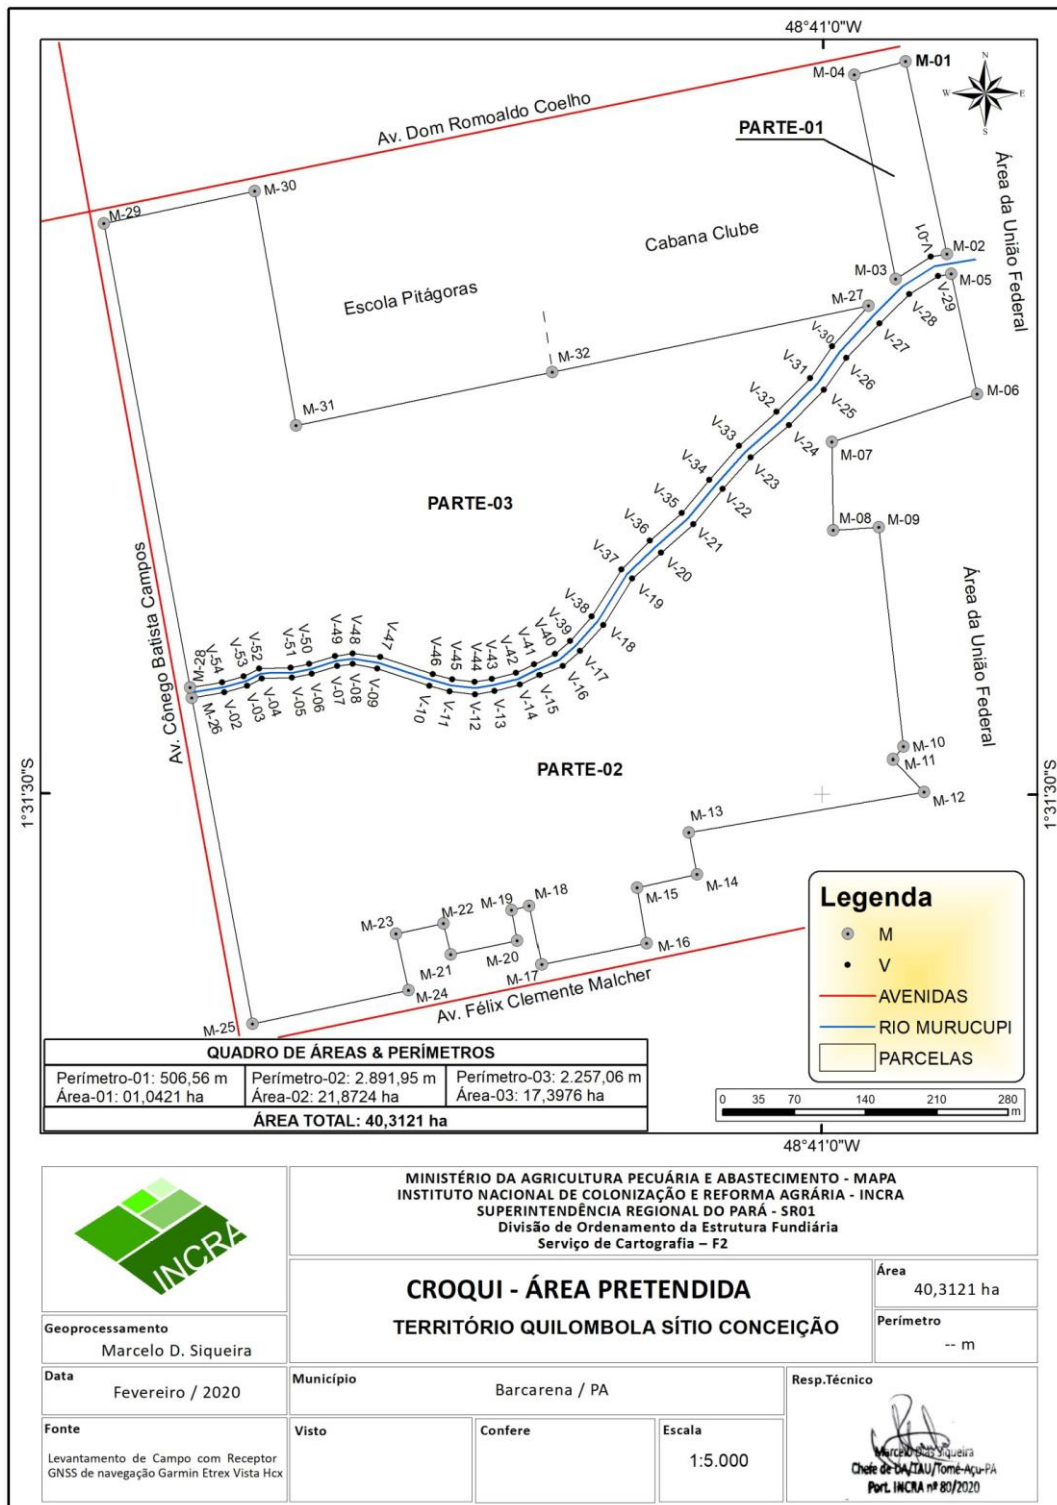 48°41'0"W
M-04
M-01
Av. Dom Romoaldo Coelho
PARTE-01
N
W
E
S
Área da União Federal
M-30
M-29
Cabana Clube
V-01
M-02
M-03
M-05
Escola Pitágoras
M-27
V-29
V-28
V-27
V-30
V-26
M-32
V-31
V-25
M-06
M-31
V-32
V-24
M-07
V-33
V-23
V-34
V-22
PARTE-03
V-35
V-21
M-08
M-09
V-36
V-20
V-37
V-19
Área da União Federal
V-38
V-18
V-39
V-17
V-40
V-16
V-41
V-15
V-42
V-14
V-43
V-13
V-44
V-12
V-45
V-11
V-46
V-10
V-47
V-09
V-48
V-08
V-49
V-07
V-50
V-06
V-51
V-05
V-52
V-04
V-53
V-03
V-54
V-02
M-28
M-26
Av. Cônego Batista Campos
M-10
M-11
PARTE-02
1°31'30"S
1°31'30"S
M-12
M-13
M-14
M-15
M-16
M-18
M-19
M-22
M-23
M-20
M-21
M-17
M-24
M-25
Av. Félix Clemente Malcher
Legenda
M
V
AVENIDAS
RIO MURUCUPI
PARCELAS
QUADRO DE ÁREAS & PERÍMETROS
Perímetro-01: 506,56 m
Área-01: 01,0421 ha
Perímetro-02: 2.891,95 m
Área-02: 21,8724 ha
Perímetro-03: 2.257,06 m
Área-03: 17,3976 ha
ÁREA TOTAL: 40,3121 ha
0 35 70 140 210 280
m
48°41'0"W
INCRA
MINISTÉRIO DA AGRICULTURA PECUÁRIA E ABASTECIMENTO - MAPA
INSTITUTO NACIONAL DE COLONIZAÇÃO E REFORMA AGRÁRIA - INCRA
SUPERINTENDÊNCIA REGIONAL DO PARÁ - SR01
Divisão de Ordenamento da Estrutura Fundiária
Serviço de Cartografia – F2
CROQUI - ÁREA PRETENDIDA
TERRITÓRIO QUILOMBOLA SÍTIO CONCEIÇÃO
Área
40,3121 ha
Perímetro
-- m
Geoprocessamento
Marcelo D. Siqueira
Data
Fevereiro / 2020
Município
Barcarena / PA
Resp.Técnico
Marcelo Dias Siqueira
Chefe de UA/TAU/Tomé-Açu-PA
Port. INCRA nº 80/2020
Fonte
Levantamento de Campo com Receptor
GNSS de navegação Garmin Etrex Vista Hcx
Visto
Confere
Escala
1:5.000